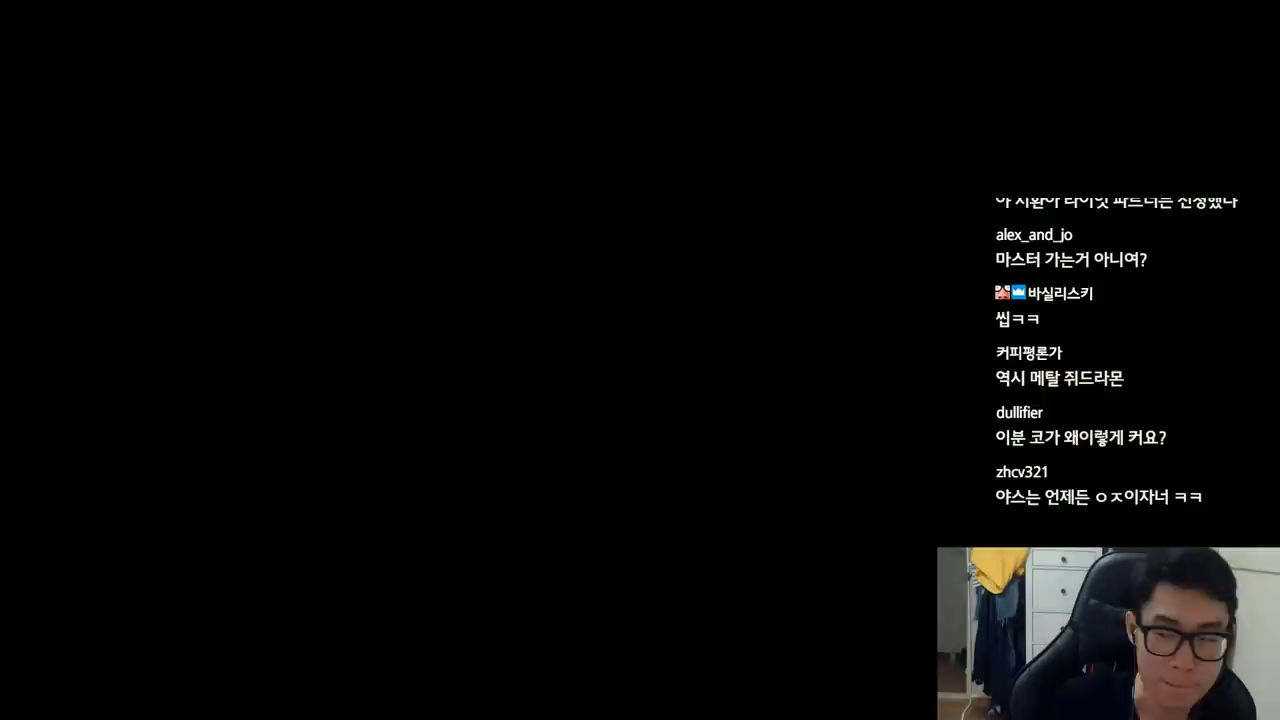 alex_and_jo
마스터 가는거 아니여?
바실리스키
씹ㅋㅋ
커피평론가
역시 메탈 쥐드라몬
dullifier
이분 코가 왜이렇게 커요?
zhcv321
야스는 언제든 ㅇㅈ이자너 ㅋㅋ